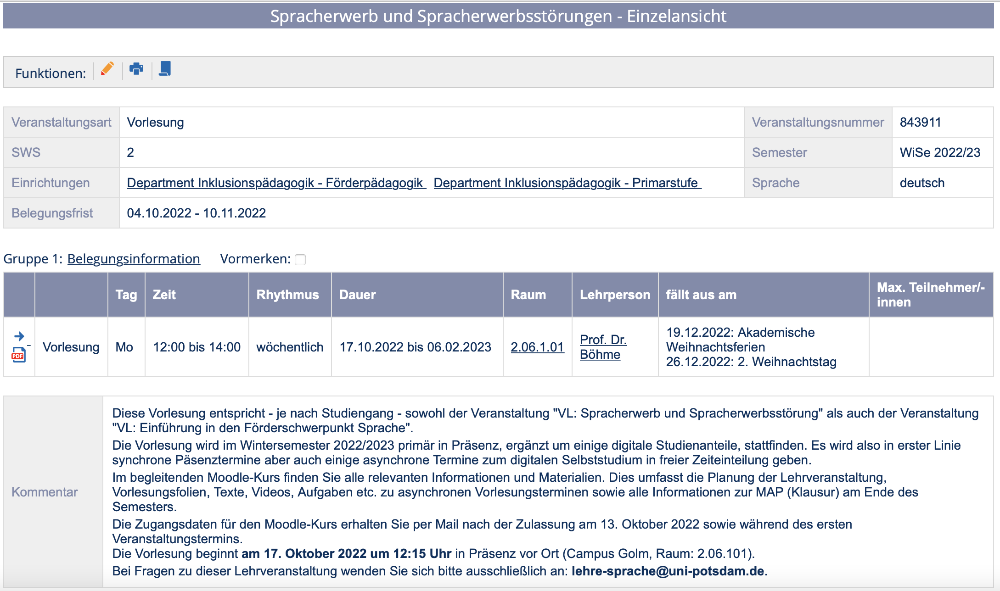 Spracherwerb und Spracherwerbsstörungen - Einzelansicht
Funktionen:
Veranstaltungsart Vorlesung Veranstaltungsnummer 843911
SWS 2 Semester WiSe 2022/23
Einrichtungen Department Inklusionspädagogik - Förderpädagogik Department Inklusionspädagogik - Primarstufe Sprache deutsch
Belegungsfrist 04.10.2022 - 10.11.2022
Gruppe 1: Belegungsinformation Vormerken:
Tag Zeit Rhythmus Dauer Raum Lehrperson fällt aus am Max. Teilnehmer/-
innen
PDF
Vorlesung Mo 12:00 bis 14:00 wöchentlich 17.10.2022 bis 06.02.2023 2.06.1.01 Prof. Dr.
Böhme
19.12.2022: Akademische
Weihnachtsferien
26.12.2022: 2. Weihnachtstag
Kommentar
Diese Vorlesung entspricht - je nach Studiengang - sowohl der Veranstaltung "VL: Spracherwerb und Spracherwerbsstörung" als auch der Veranstaltung
"VL: Einführung in den Förderschwerpunkt Sprache".
Die Vorlesung wird im Wintersemester 2022/2023 primär in Präsenz, ergänzt um einige digitale Studienanteile, stattfinden. Es wird also in erster Linie
synchrone Päsenztermine aber auch einige asynchrone Termine zum digitalen Selbststudium in freier Zeiteinteilung geben.
Im begleitenden Moodle-Kurs finden Sie alle relevanten Informationen und Materialien. Dies umfasst die Planung der Lehrveranstaltung,
Vorlesungsfolien, Texte, Videos, Aufgaben etc. zu asynchronen Vorlesungsterminen sowie alle Informationen zur MAP (Klausur) am Ende des
Semesters.
Die Zugangsdaten für den Moodle-Kurs erhalten Sie per Mail nach der Zulassung am 13. Oktober 2022 sowie während des ersten
Veranstaltungstermins.
Die Vorlesung beginnt am 17. Oktober 2022 um 12:15 Uhr in Präsenz vor Ort (Campus Golm, Raum: 2.06.101).
Bei Fragen zu dieser Lehrveranstaltung wenden Sie sich bitte ausschließlich an: lehre-sprache@uni-potsdam.de.